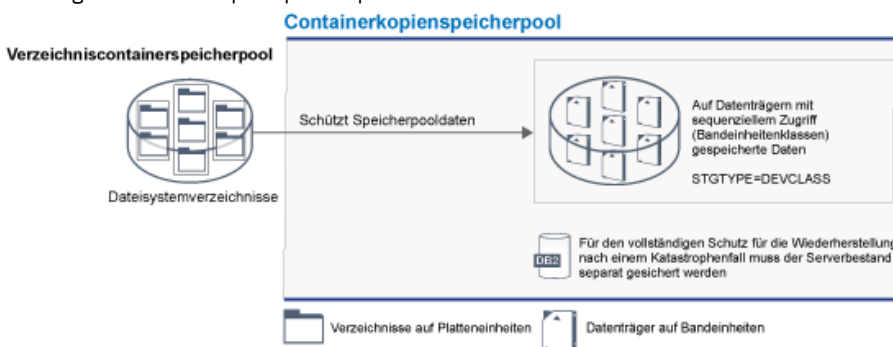 Containerkopienspeicherpool
Verzeichniscontainerspeicherpool
Schützt Speicherpooldaten
Auf Datenträgern mit
sequenziellem Zugriff
(Bandeinheitenklassen)
gespeicherte Daten
STGTYPE=DEVCLASS
Dateisystemverzeichnisse
DB2
Für den vollständigen Schutz für die Wiederherstellung
nach einem Katastrophenfall muss der Serverbestand
separat gesichert werden
Verzeichnisse auf Platteneinheiten
Datenträger auf Bandeinheiten